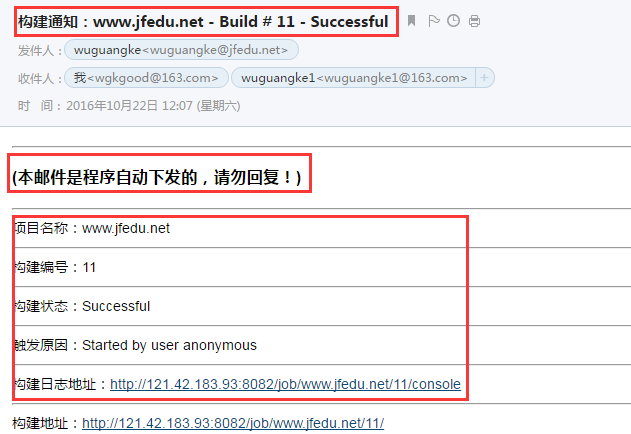 构建通知：www.jfedu.net - Build # 11 - Successful
发件人：wuguangke<wuguangke@jfedu.net>
收件人：我<wgkgood@163.com> wuguangke1<wuguangke1@163.com> +
时 间：2016年10月22日 12:07 (星期六)
(本邮件是程序自动下发的，请勿回复！)
项目名称：www.jfedu.net
构建编号：11
构建状态：Successful
触发原因：Started by user anonymous
构建日志地址：http://121.42.183.93:8082/job/www.jfedu.net/11/console
构建地址：http://121.42.183.93:8082/job/www.jfedu.net/11/